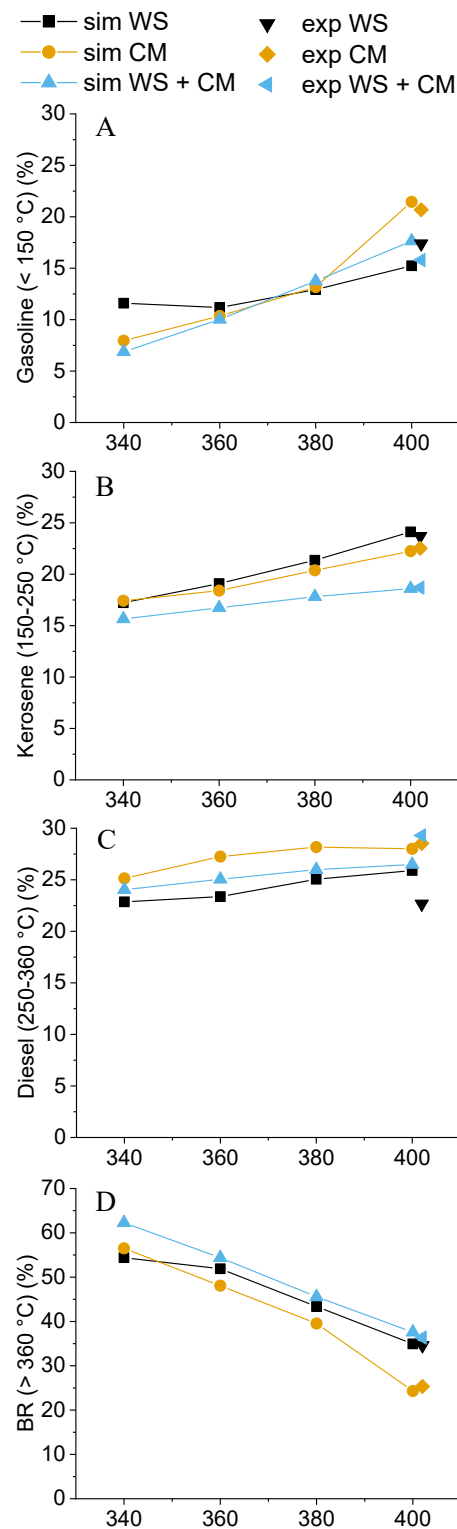 sim WS exp WS
sim CM exp CM
sim WS + CM exp WS + CM
A
Gasoline (< 150 °C) (%)
30
25
20
15
10
5
0
340 360 380 400
B
Kerosene (150-250 °C) (%)
30
25
20
15
10
5
0
340 360 380 400
C
Diesel (250-360 °C) (%)
30
25
20
15
10
5
0
340 360 380 400
D
BR (> 360 °C) (%)
70
60
50
40
30
20
10
0
340 360 380 400